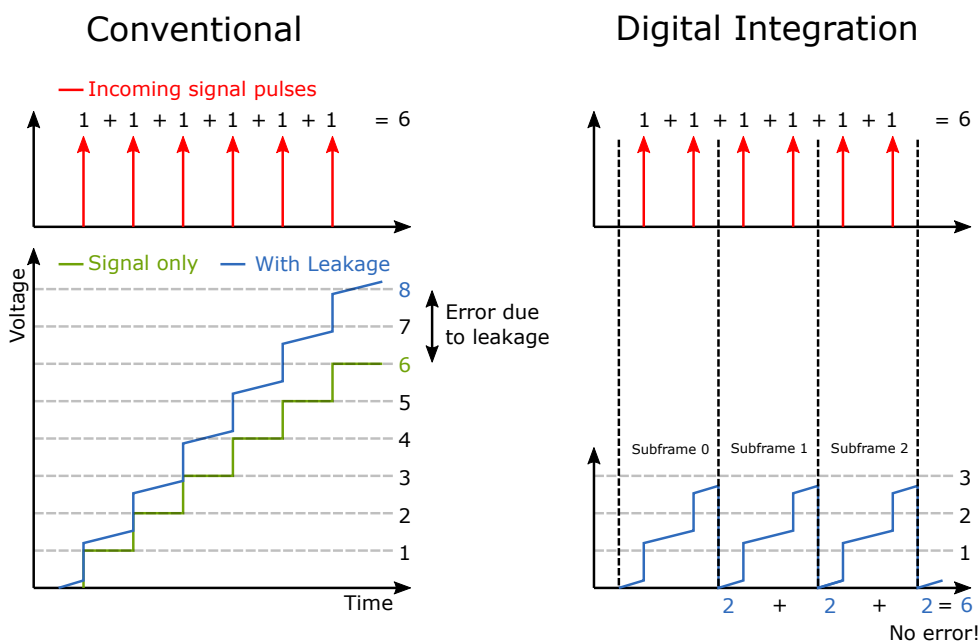 Conventional
Incoming signal pulses
1 + 1 + 1 + 1 + 1 + 1 = 6
Signal only
With Leakage
Voltage
8
7
6
5
4
3
2
1
Time
Error due
to leakage
Digital Integration
1 + 1 + 1 + 1 + 1 + 1 = 6
Subframe 0
Subframe 1
Subframe 2
3
2
1
2 + 2 + 2 = 6
No error!